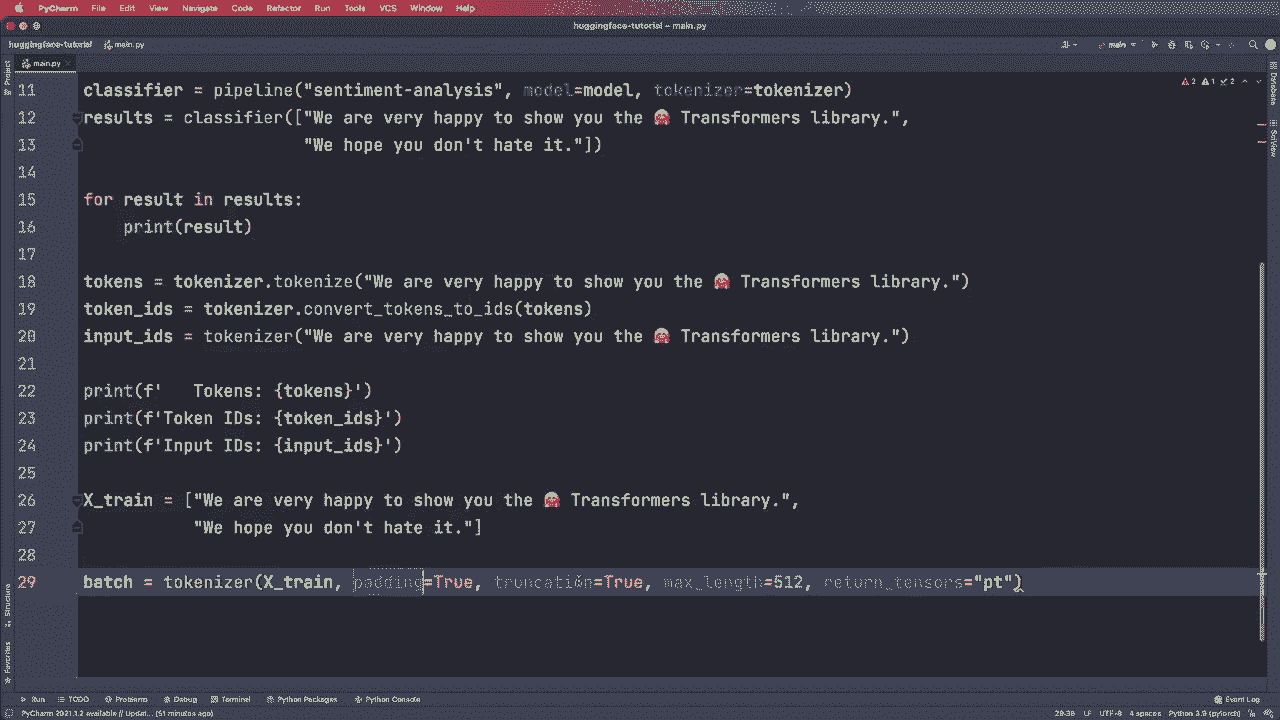 PyCharm File Edit View Navigate Code Refactor Run Tools VCS Window Help
huggingface-tutorial – main.py
huggingface-tutorial main.py main
main.py
Project
Database
SciView
2 1 2
11 classifier = pipeline("sentiment-analysis", model=model, tokenizer=tokenizer)
12 results = classifier(["We are very happy to show you the 🤗 Transformers library.",
13 "We hope you don't hate it."])
14
15 for result in results:
16 print(result)
17
18 tokens = tokenizer.tokenize("We are very happy to show you the 🤗 Transformers library.")
19 token_ids = tokenizer.convert_tokens_to_ids(tokens)
20 input_ids = tokenizer("We are very happy to show you the 🤗 Transformers library.")
21
22 print(f'   Tokens: {tokens}')
23 print(f'Token IDs: {token_ids}')
24 print(f'Input IDs: {input_ids}')
25
26 X_train = ["We are very happy to show you the 🤗 Transformers library.",
27 "We hope you don't hate it."]
28
29 batch = tokenizer(X_train, padding=True, truncation=True, max_length=512, return_tensors="pt")
Structure
Favorites
Run TODO Problems Debug Terminal Python Packages Python Console Event Log
PyCharm 2021.1.2 available // Updat... (51 minutes ago) 29:35 LF UTF-8 4 spaces Python 3.9 (pytorch)